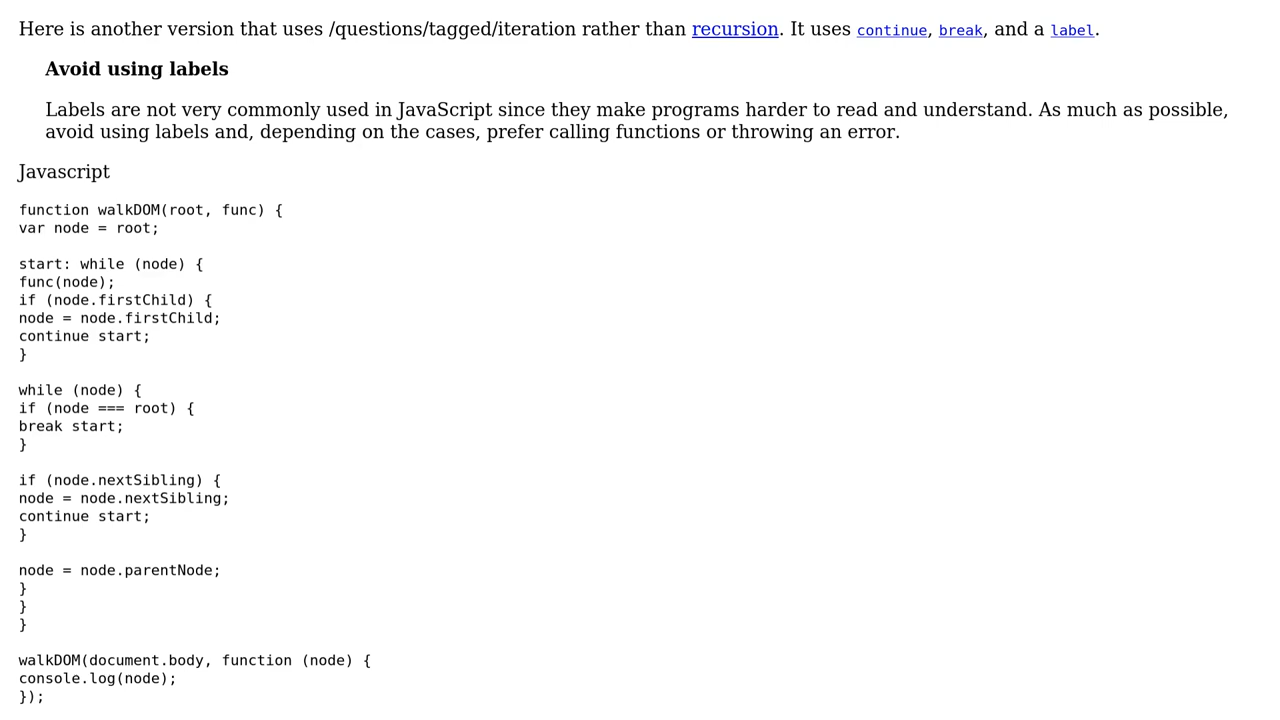 Here is another version that uses /questions/tagged/iteration rather than recursion. It uses continue, break, and a label.
Avoid using labels
Labels are not very commonly used in JavaScript since they make programs harder to read and understand. As much as possible,
avoid using labels and, depending on the cases, prefer calling functions or throwing an error.
Javascript
function walkDOM(root, func) {
var node = root;
start: while (node) {
func(node);
if (node.firstChild) {
node = node.firstChild;
continue start;
}
while (node) {
if (node === root) {
break start;
}
if (node.nextSibling) {
node = node.nextSibling;
continue start;
}
node = node.parentNode;
}
}
}
walkDOM(document.body, function (node) {
console.log(node);
});